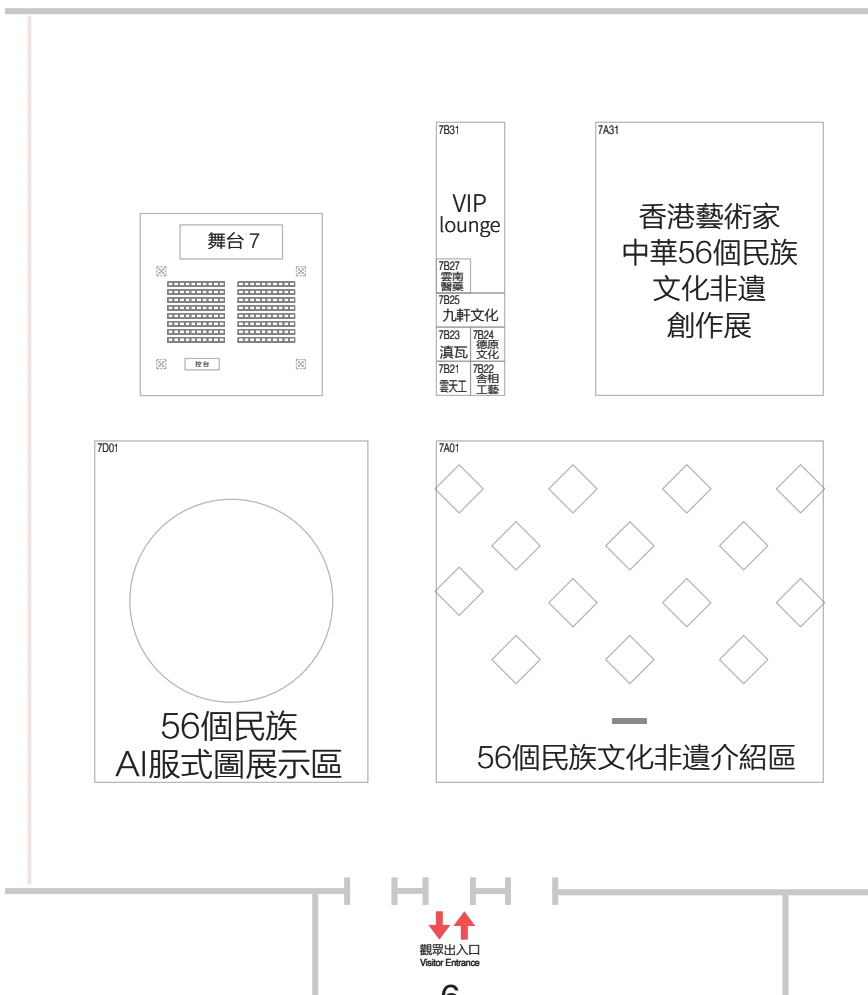 7B31
VIP
lounge
7A31
香港藝術家
中華56個民族
文化非遺
創作展
舞台 7
控台
7B27
雲南
醫藥
7B25
九軒文化
7B23
滇瓦
7B24
德原
文化
7B21
雲天工
7B22
舍相
工藝
7D01
56個民族
AI服式圖展示區
7A01
56個民族文化非遺介紹區
觀眾出入口
Visitor Entrance
6